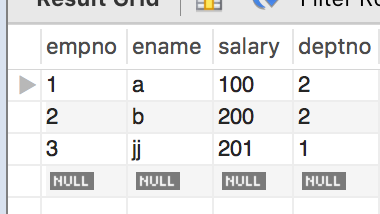 Result Grid Filter Ro
empno ename salary deptno
1 a 100 2
2 b 200 2
3 jj 201 1
NULL NULL NULL NULL